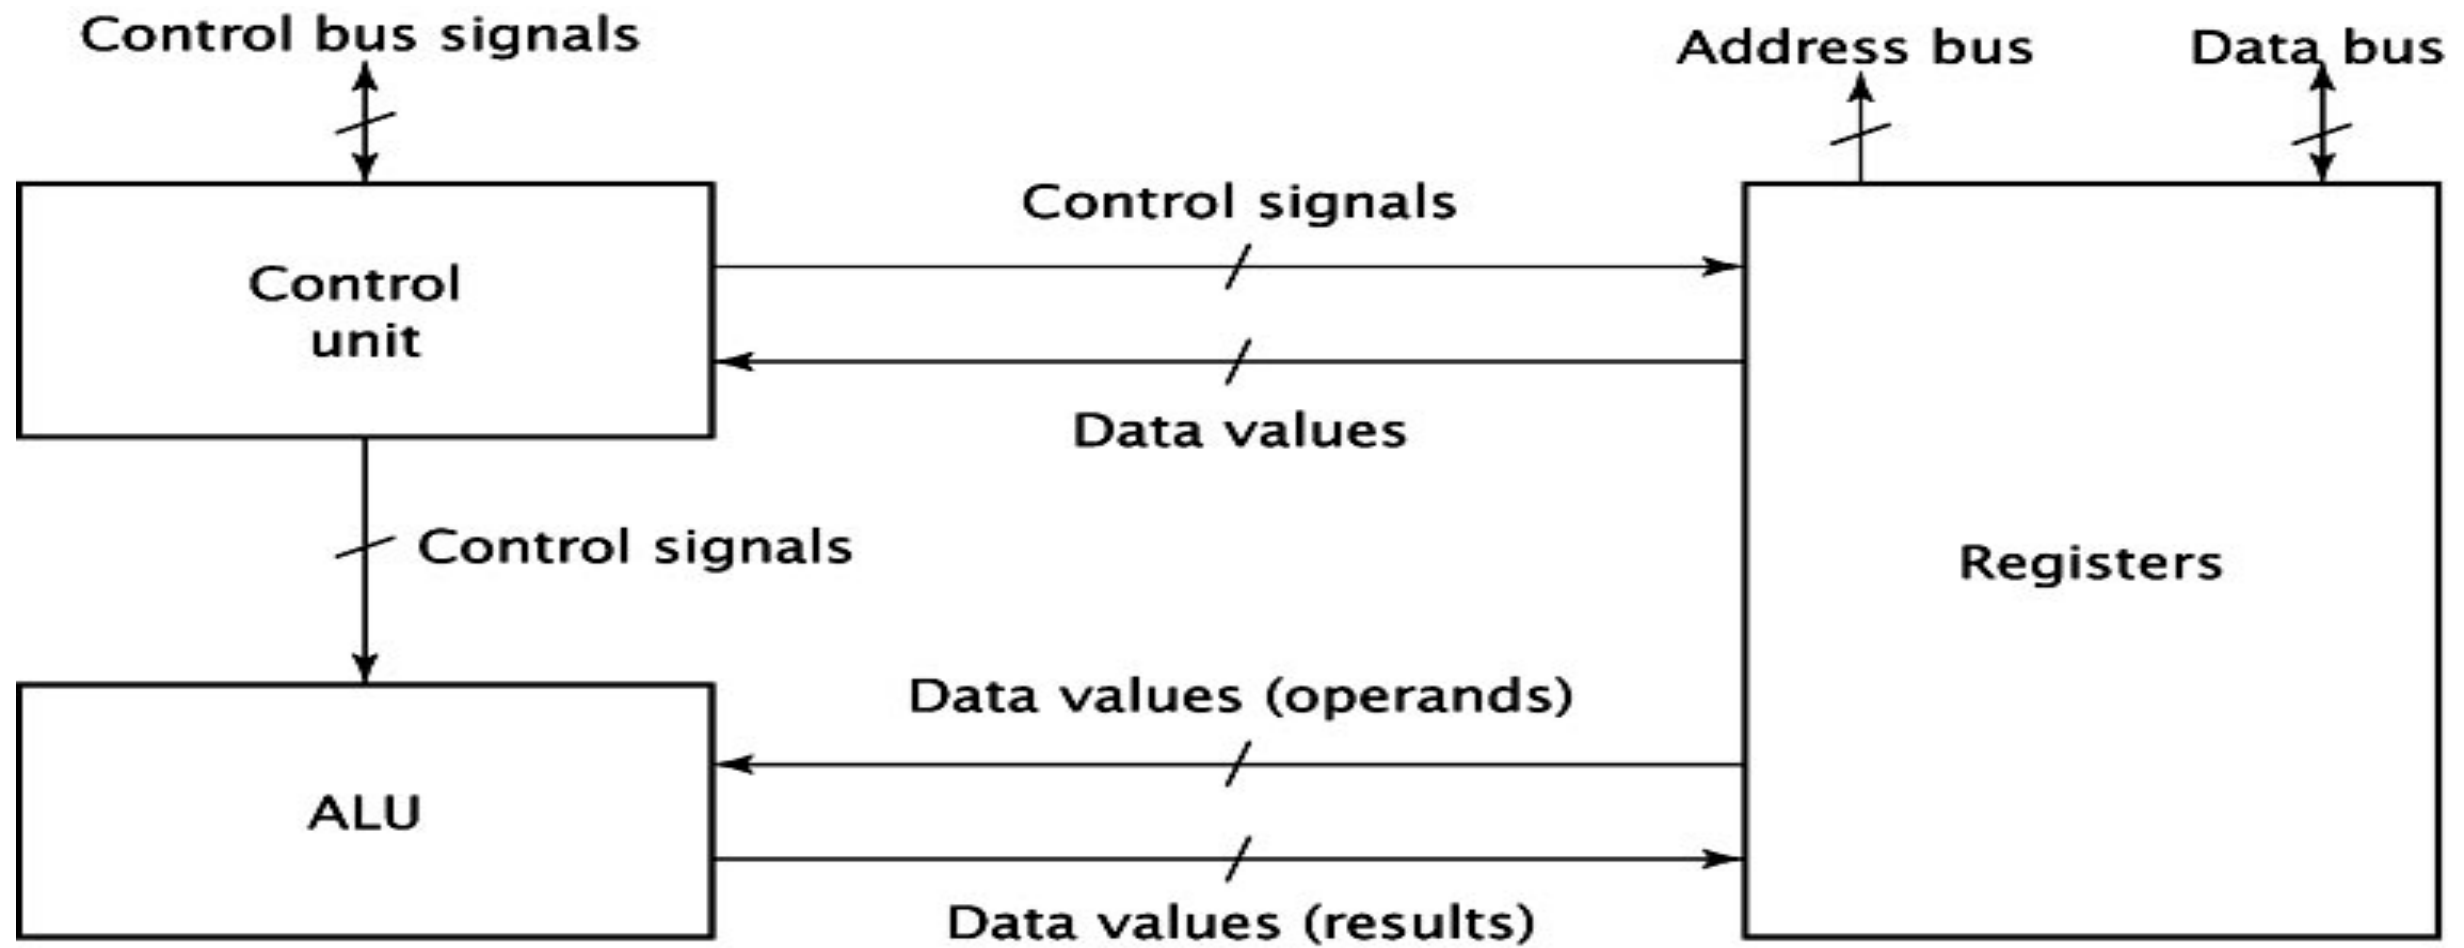 Control bus signals
Address bus
Data bus
Control signals
Control
unit
Data values
Control signals
Registers
Data values (operands)
ALU
Data values (results)